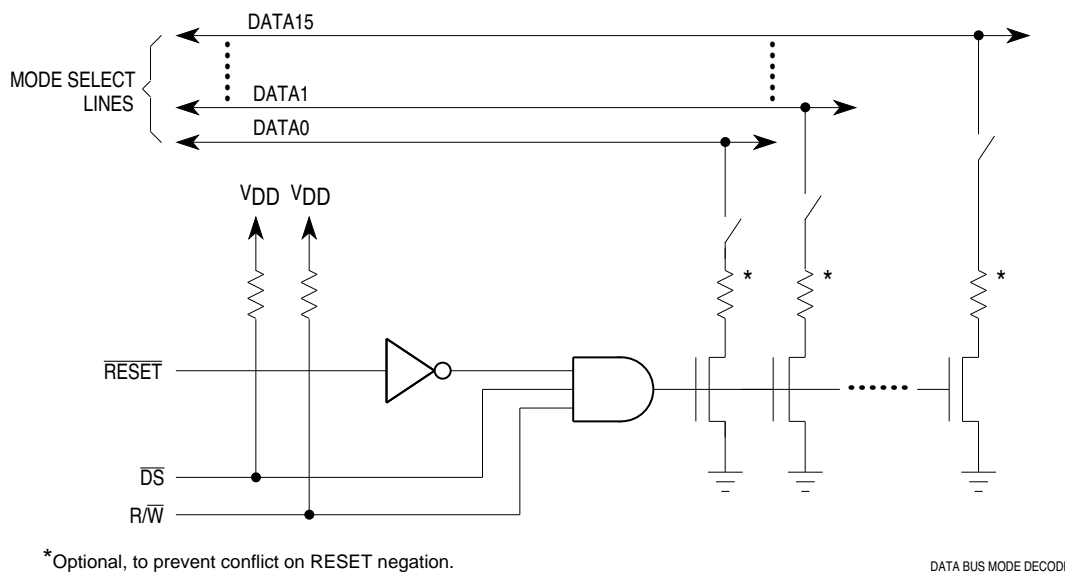 DATA15
MODE SELECT
LINES
DATA1
DATA0
VDD VDD
* * *
RESET
DS
R/W
*Optional, to prevent conflict on RESET negation.
DATA BUS MODE DECODE